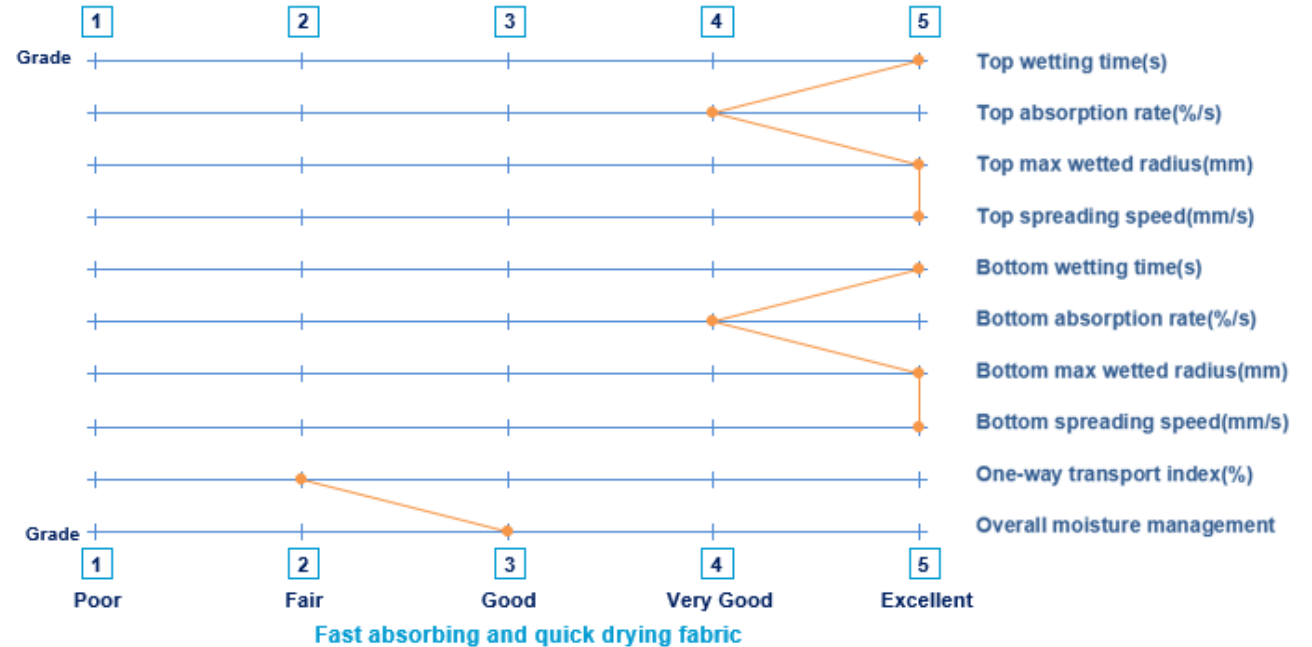 1 2 3 4 5
Grade
Top wetting time(s)
Top absorption rate(%/s)
Top max wetted radius(mm)
Top spreading speed(mm/s)
Bottom wetting time(s)
Bottom absorption rate(%/s)
Bottom max wetted radius(mm)
Bottom spreading speed(mm/s)
One-way transport index(%)
Grade Overall moisture management
1 2 3 4 5
Poor Fair Good Very Good Excellent
Fast absorbing and quick drying fabric